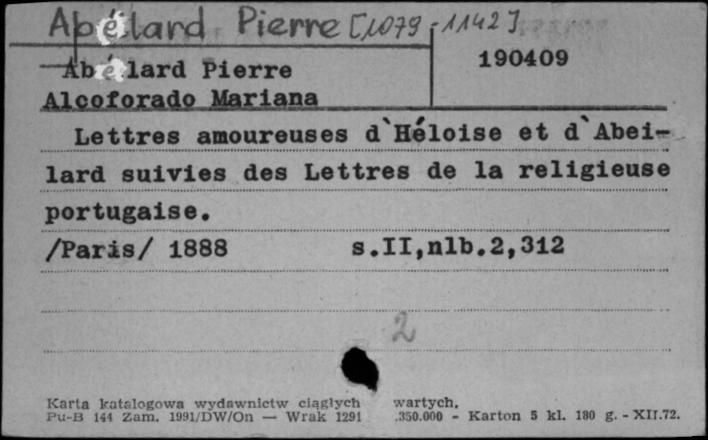 Abélard Pierre [1079-1142]
190409
Abélard Pierre
Alcoforado Mariana
Lettres amoureuses d`Héloise et d`Abei-
lard suivies des Lettres de la religieuse
portugaise.
/Paris/ 1888 s.II,nlb.2,312
2
Karta katalogowa wydawnictw ciągłych wartych.
Pu-B 144 Zam. 1991/DW/On — Wrak 1291 .350.000 - Karton 5 kl. 180 g. - XII.72.